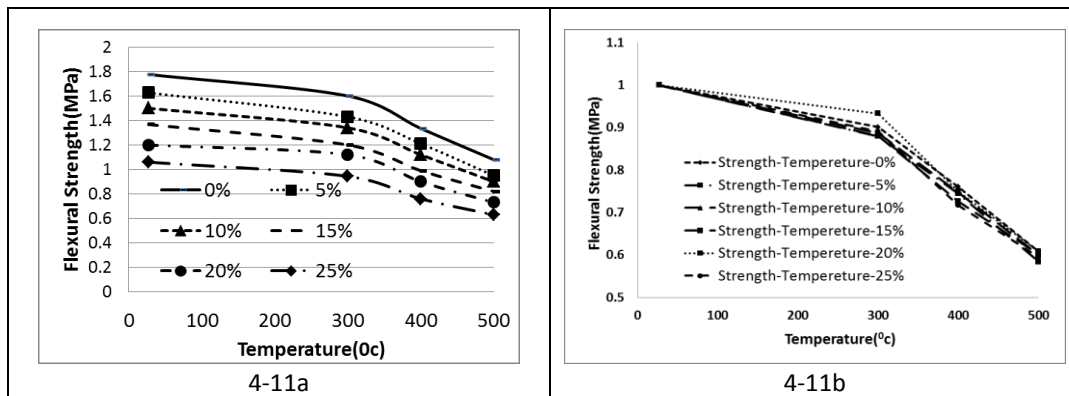 2
1.8
1.6
1.4
1.2
1
0.8
0.6
0.4
0.2
0
Flexural Strength(MPa)
0% 5%
10% 15%
20% 25%
0 100 200 300 400 500
Temperature(0c)
4-11a
1.1
1
0.9
0.8
0.7
0.6
0.5
Flexural Strength(MPa)
Strength-Tempereture-0%
Strength-Tempereture-5%
Strength-Tempereture-10%
Strength-Tempereture-15%
Strength-Tempereture-20%
Strength-Tempereture-25%
0 100 200 300 400 500
Temperature(⁰c)
4-11b